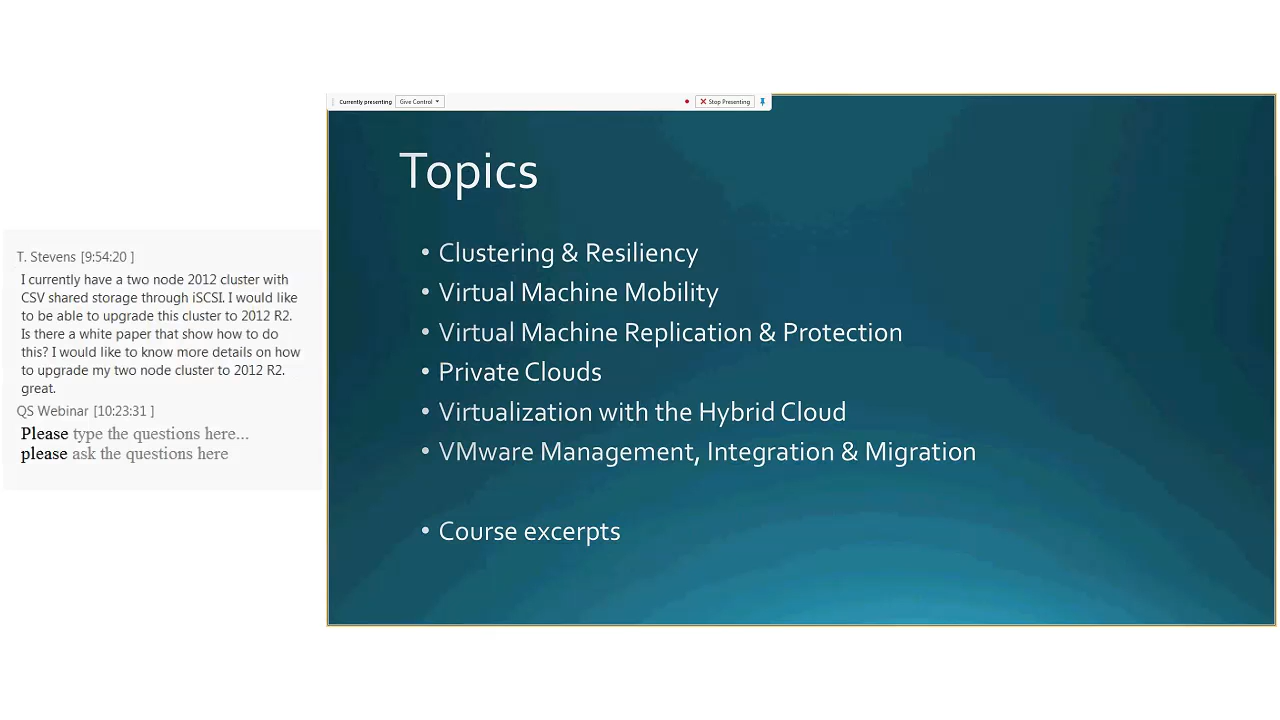 T. Stevens [9:54:20 ]
I currently have a two node 2012 cluster with
CSV shared storage through iSCSI. I would like
to be able to upgrade this cluster to 2012 R2.
Is there a white paper that show how to do
this? I would like to know more details on how
to upgrade my two node cluster to 2012 R2.
great.
QS Webinar [10:23:31 ]
Please type the questions here...
please ask the questions here
Currently presenting Give Control Stop Presenting
Topics
• Clustering & Resiliency
• Virtual Machine Mobility
• Virtual Machine Replication & Protection
• Private Clouds
• Virtualization with the Hybrid Cloud
• VMware Management, Integration & Migration
• Course excerpts